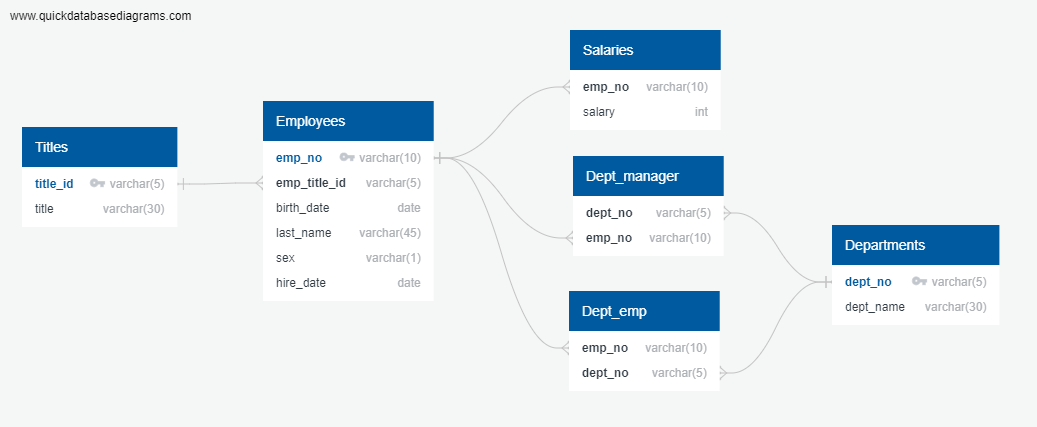 www.quickdatabasediagrams.com
Titles
title_id varchar(5)
title varchar(30)
Employees
emp_no varchar(10)
emp_title_id varchar(5)
birth_date date
last_name varchar(45)
sex varchar(1)
hire_date date
Salaries
emp_no varchar(10)
salary int
Dept_manager
dept_no varchar(5)
emp_no varchar(10)
Dept_emp
emp_no varchar(10)
dept_no varchar(5)
Departments
dept_no varchar(5)
dept_name varchar(30)